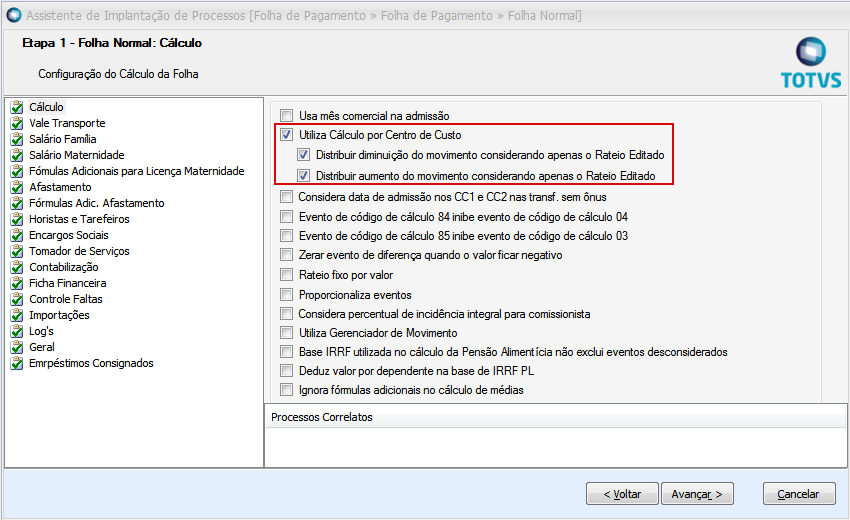 Assistente de Implantação de Processos [Folha de Pagamento » Folha de Pagamento » Folha Normal]
Etapa 1 - Folha Normal: Cálculo
Configuração do Cálculo da Folha
TOTVS
Cálculo
Vale Transporte
Salário Família
Salário Maternidade
Fómulas Adicionais para Licença Maternidade
Afastamento
Fórmulas Adic. Afastamento
Horistas e Tarefeiros
Encargos Sociais
Tomador de Serviços
Contabilização
Ficha Financeira
Controle Faltas
Importações
Log's
Geral
Emrpéstimos Consignados
Usa mês comercial na admissão
Utiliza Cálculo por Centro de Custo
Distribuir diminuição do movimento considerando apenas o Rateio Editado
Distribuir aumento do movimento considerando apenas o Rateio Editado
Considera data de admissão nos CC1 e CC2 nas transf. sem ônus
Evento de código de cálculo 84 inibe evento de código de cálculo 04
Evento de código de cálculo 85 inibe evento de código de cálculo 03
Zerar evento de diferença quando o valor ficar negativo
Rateio fixo por valor
Proporcionaliza eventos
Considera percentual de incidência integral para comissionista
Utiliza Gerenciador de Movimento
Base IRRF utilizada no cálculo da Pensão Alimentícia não exclui eventos desconsiderados
Deduz valor por dependente na base de IRRF PL
Ignora fórmulas adicionais no cálculo de médias
Processos Correlatos
< Voltar
Avançar >
Cancelar